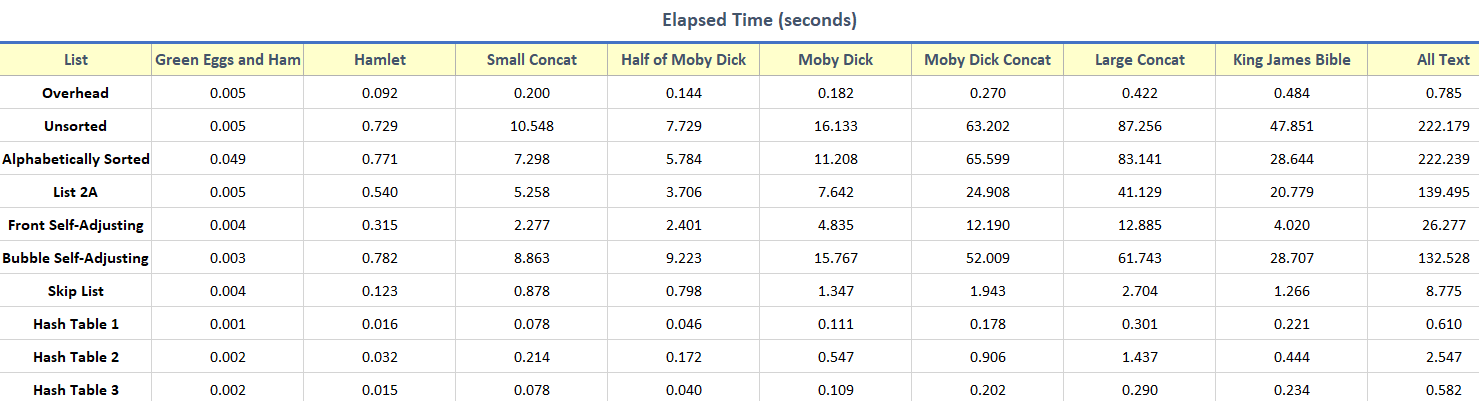 Elapsed Time (seconds)
List Green Eggs and Ham Hamlet Small Concat Half of Moby Dick Moby Dick Moby Dick Concat Large Concat King James Bible All Text
Overhead 0.005 0.092 0.200 0.144 0.182 0.270 0.422 0.484 0.785
Unsorted 0.005 0.729 10.548 7.729 16.133 63.202 87.256 47.851 222.179
Alphabetically Sorted 0.049 0.771 7.298 5.784 11.208 65.599 83.141 28.644 222.239
List 2A 0.005 0.540 5.258 3.706 7.642 24.908 41.129 20.779 139.495
Front Self-Adjusting 0.004 0.315 2.277 2.401 4.835 12.190 12.885 4.020 26.277
Bubble Self-Adjusting 0.003 0.782 8.863 9.223 15.767 52.009 61.743 28.707 132.528
Skip List 0.004 0.123 0.878 0.798 1.347 1.943 2.704 1.266 8.775
Hash Table 1 0.001 0.016 0.078 0.046 0.111 0.178 0.301 0.221 0.610
Hash Table 2 0.002 0.032 0.214 0.172 0.547 0.906 1.437 0.444 2.547
Hash Table 3 0.002 0.015 0.078 0.040 0.109 0.202 0.290 0.234 0.582